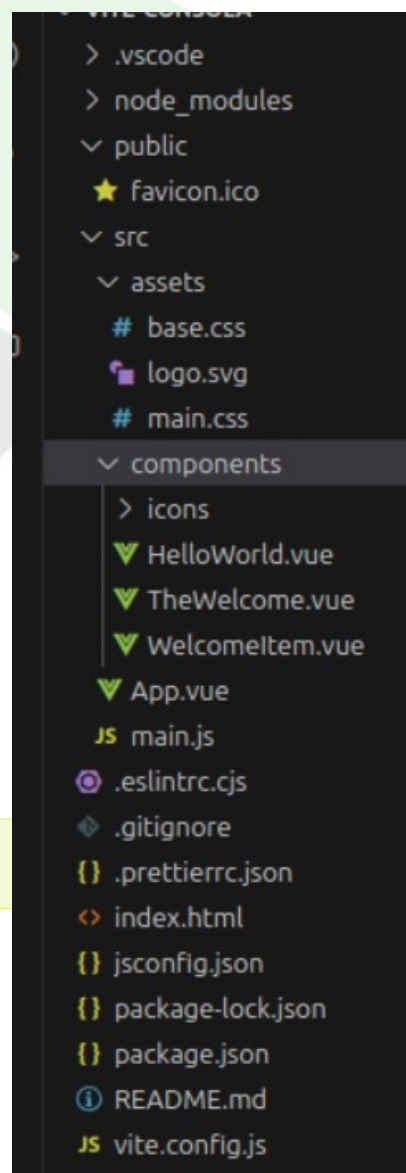 .vscode
node_modules
public
favicon.ico
src
assets
# base.css
logo.svg
# main.css
components
icons
HelloWorld.vue
TheWelcome.vue
WelcomeItem.vue
App.vue
JS main.js
.eslintrc.cjs
.gitignore
{} .prettierrc.json
<> index.html
{} jsconfig.json
{} package-lock.json
{} package.json
README.md
JS vite.config.js